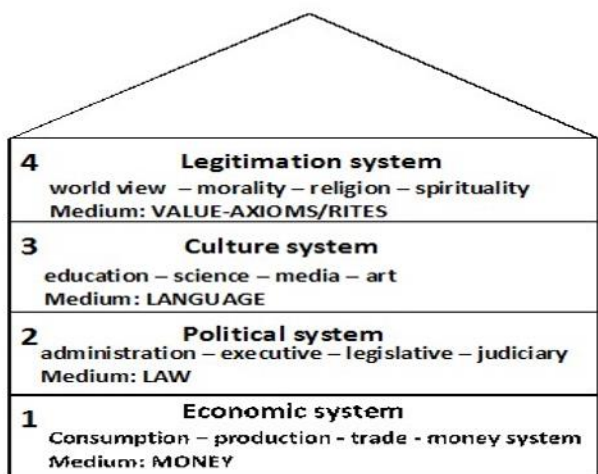 4 Legitimation system
world view – morality – religion – spirituality
Medium: VALUE-AXIOMS/RITES
3 Culture system
education – science – media – art
Medium: LANGUAGE
2 Political system
administration – executive – legislative – judiciary
Medium: LAW
1 Economic system
Consumption – production - trade - money system
Medium: MONEY